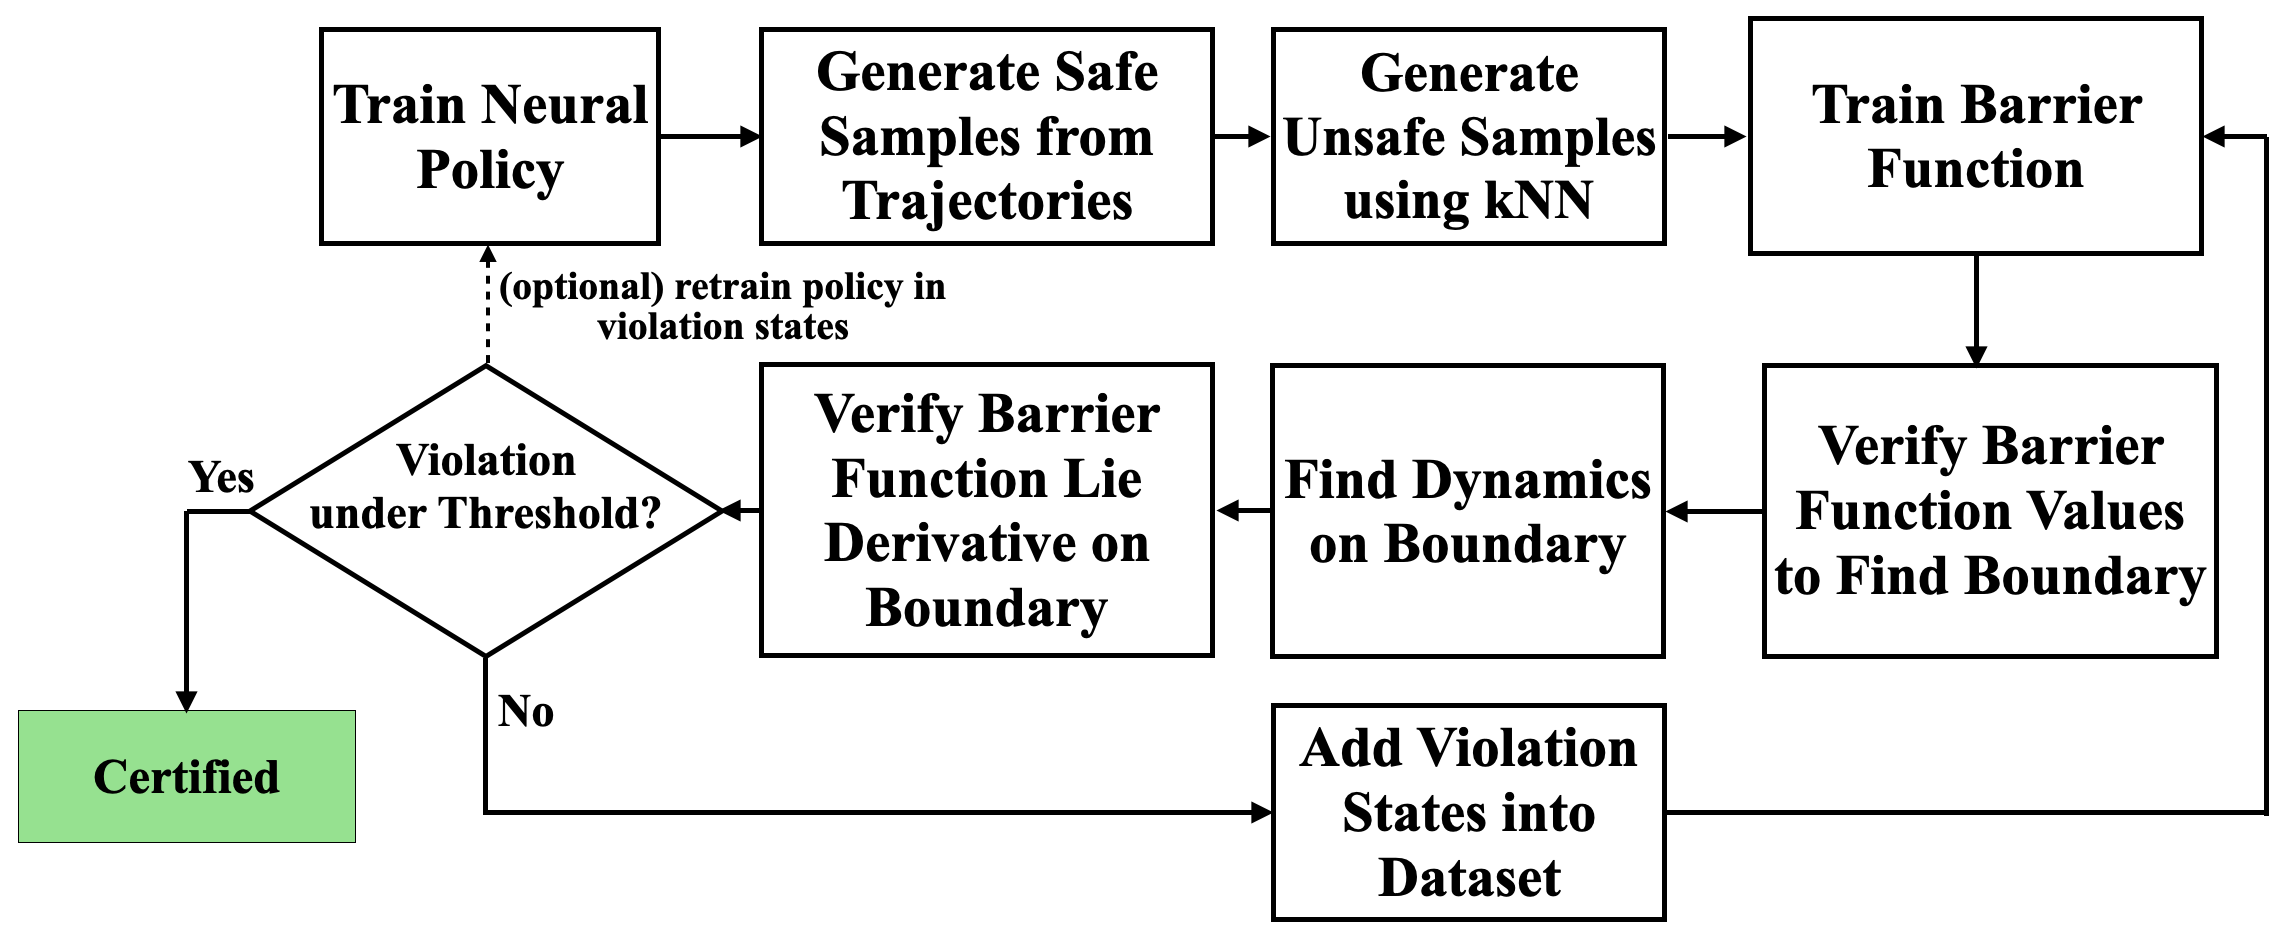 Train Neural
Policy
Generate Safe
Samples from
Trajectories
Generate
Unsafe Samples
using kNN
Train Barrier
Function
(optional) retrain policy in
violation states
Verify Barrier
Function Values
to Find Boundary
Find Dynamics
on Boundary
Verify Barrier
Function Lie
Derivative on
Boundary
Violation
under Threshold?
Yes
No
Certified
Add Violation
States into
Dataset